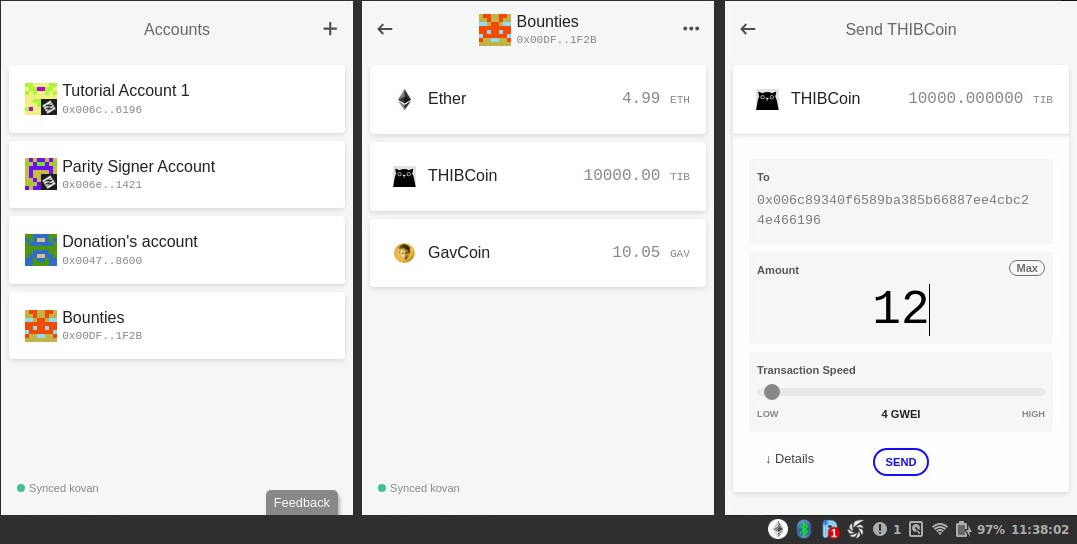 Accounts +
Tutorial Account 1
0x006c..6196
Parity Signer Account
0x006e..1421
Donation's account
0x0047..8600
Bounties
0x00DF..1F2B
Synced kovan
Feedback
Bounties
0x00DF..1F2B
Ether 4.99 ETH
THIBCoin 10000.00 TIB
GavCoin 10.05 GAV
Synced kovan
Send THIBCoin
THIBCoin 10000.000000 TIB
To
0x006c89340f6589ba385b66887ee4cbc2
4e466196
Amount Max
12
Transaction Speed
LOW 4 GWEI HIGH
↓ Details SEND
1 1 97% 11:38:02